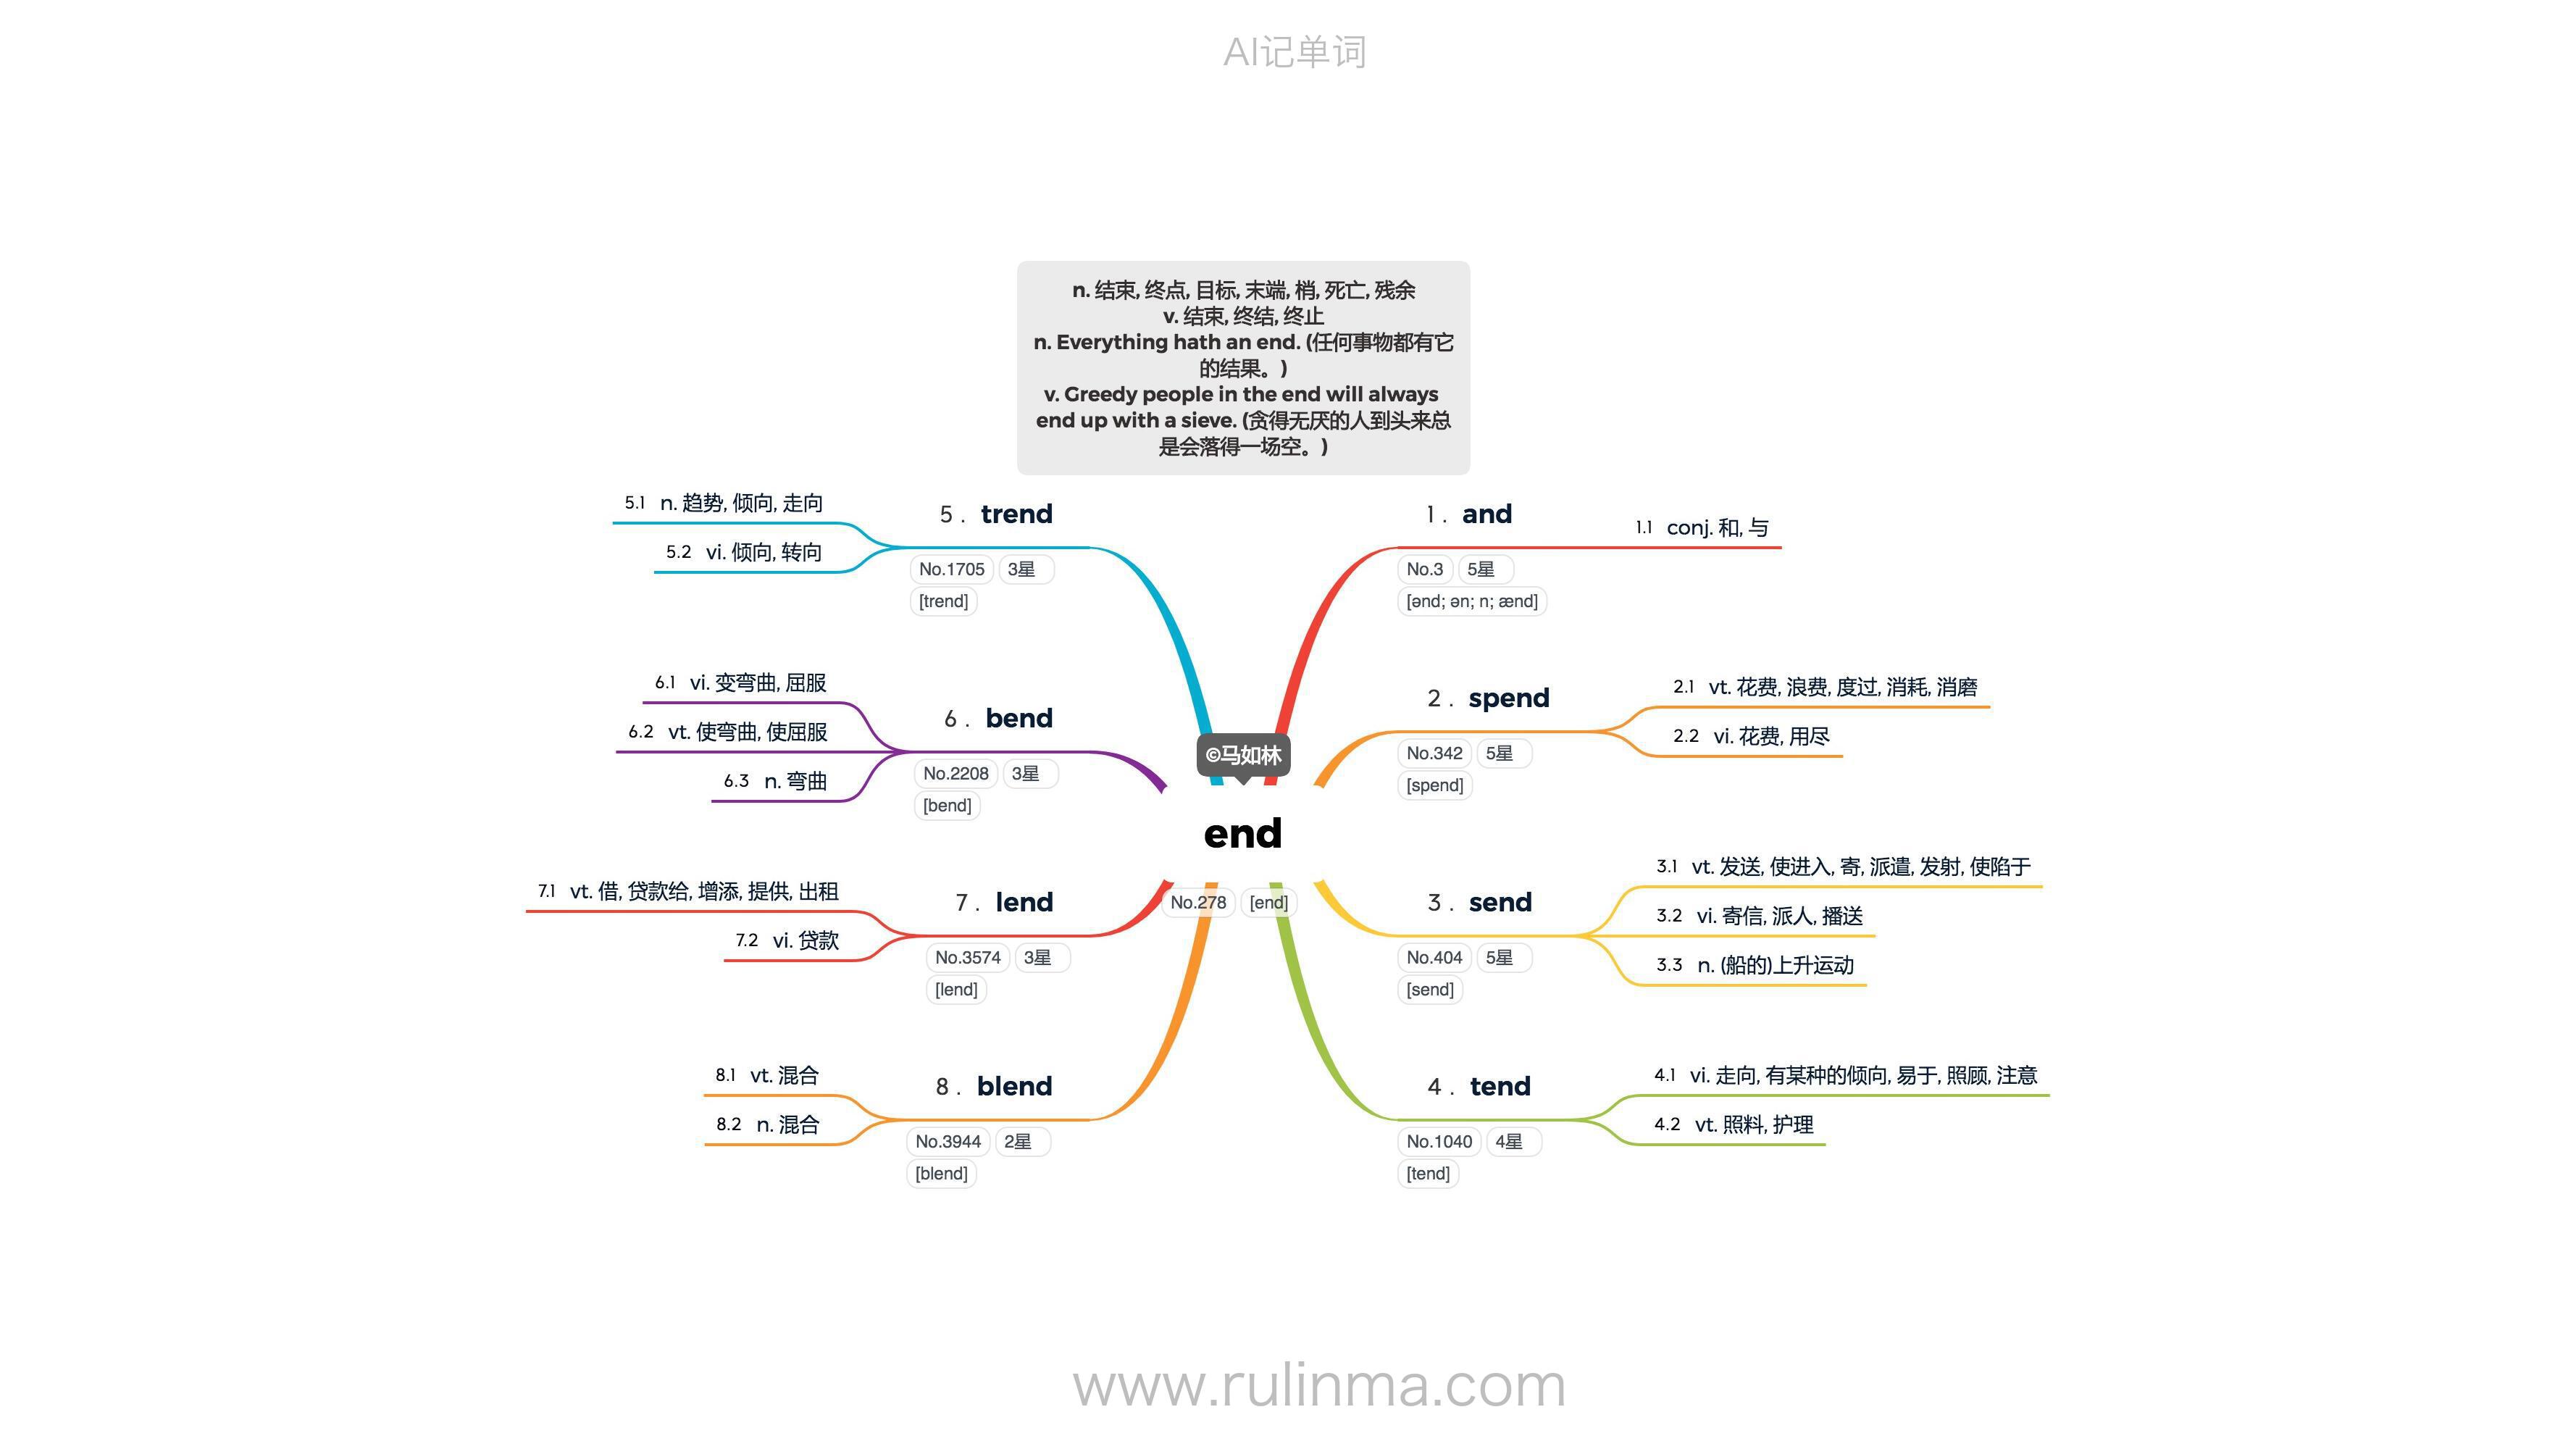 AI记单词
n. 结束, 终点, 目标, 末端, 梢, 死亡, 残余
v. 结束, 终结, 终止
n. Everything hath an end. (任何事物都有它
的结果。)
v. Greedy people in the end will always
end up with a sieve. (贪得无厌的人到头来总
是会落得一场空。)
©马如林
end
No.278 [end]
1 . and
No.3 5星
[ənd; ən; n; ænd]
1.1 conj. 和, 与
2 . spend
No.342 5星
[spend]
2.1 vt. 花费, 浪费, 度过, 消耗, 消磨
2.2 vi. 花费, 用尽
3 . send
No.404 5星
[send]
3.1 vt. 发送, 使进入, 寄, 派遣, 发射, 使陷于
3.2 vi. 寄信, 派人, 播送
3.3 n. (船的)上升运动
4 . tend
No.1040 4星
[tend]
4.1 vi. 走向, 有某种的倾向, 易于, 照顾, 注意
4.2 vt. 照料, 护理
5 . trend
No.1705 3星
[trend]
5.1 n. 趋势, 倾向, 走向
5.2 vi. 倾向, 转向
6 . bend
No.2208 3星
[bend]
6.1 vi. 变弯曲, 屈服
6.2 vt. 使弯曲, 使屈服
6.3 n. 弯曲
7 . lend
No.3574 3星
[lend]
7.1 vt. 借, 贷款给, 增添, 提供, 出租
7.2 vi. 贷款
8 . blend
No.3944 2星
[blend]
8.1 vt. 混合
8.2 n. 混合
www.rulinma.com